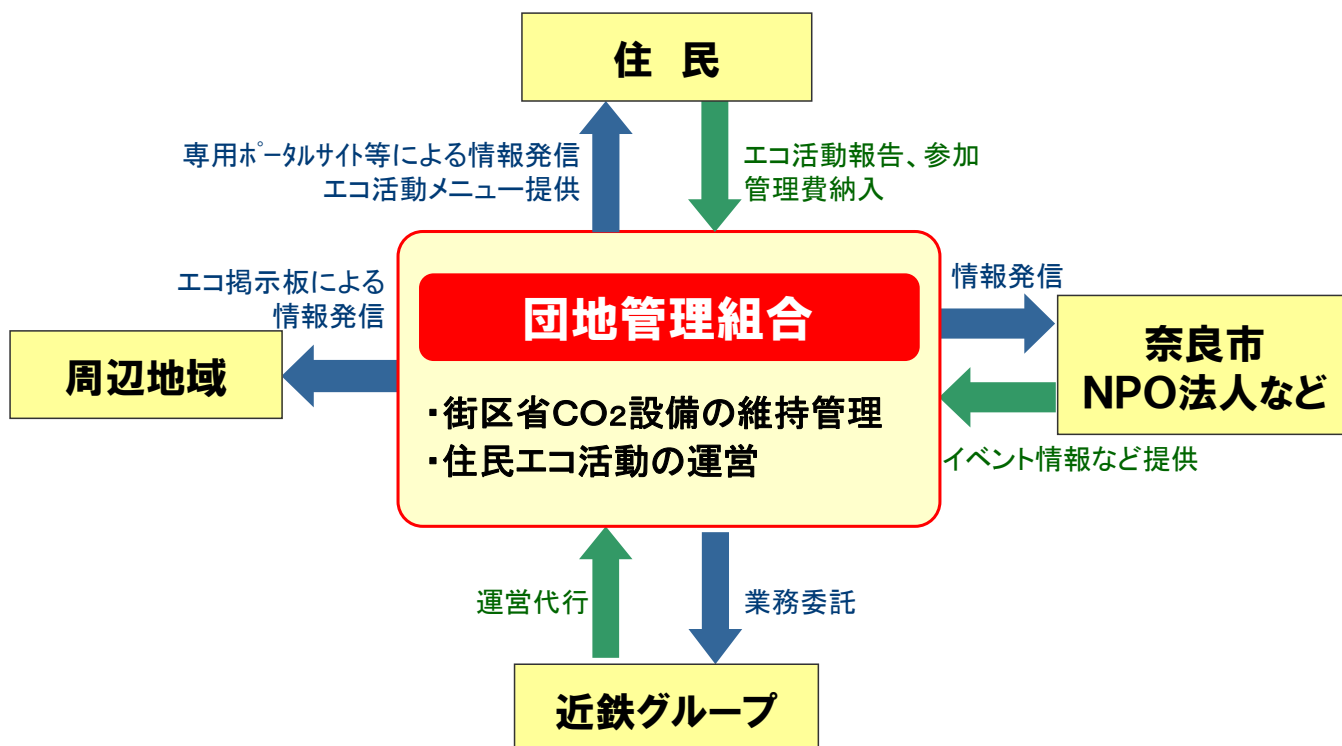 住 民
専用ﾎﾟｰﾀﾙｻｲﾄ等による情報発信
エコ活動メニュー提供
エコ活動報告、参加
管理費納入
エコ掲示板による
情報発信
周辺地域
団地管理組合
・街区省CO2設備の維持管理
・住民エコ活動の運営
情報発信
奈良市
NPO法人など
イベント情報など提供
運営代行
業務委託
近鉄グループ